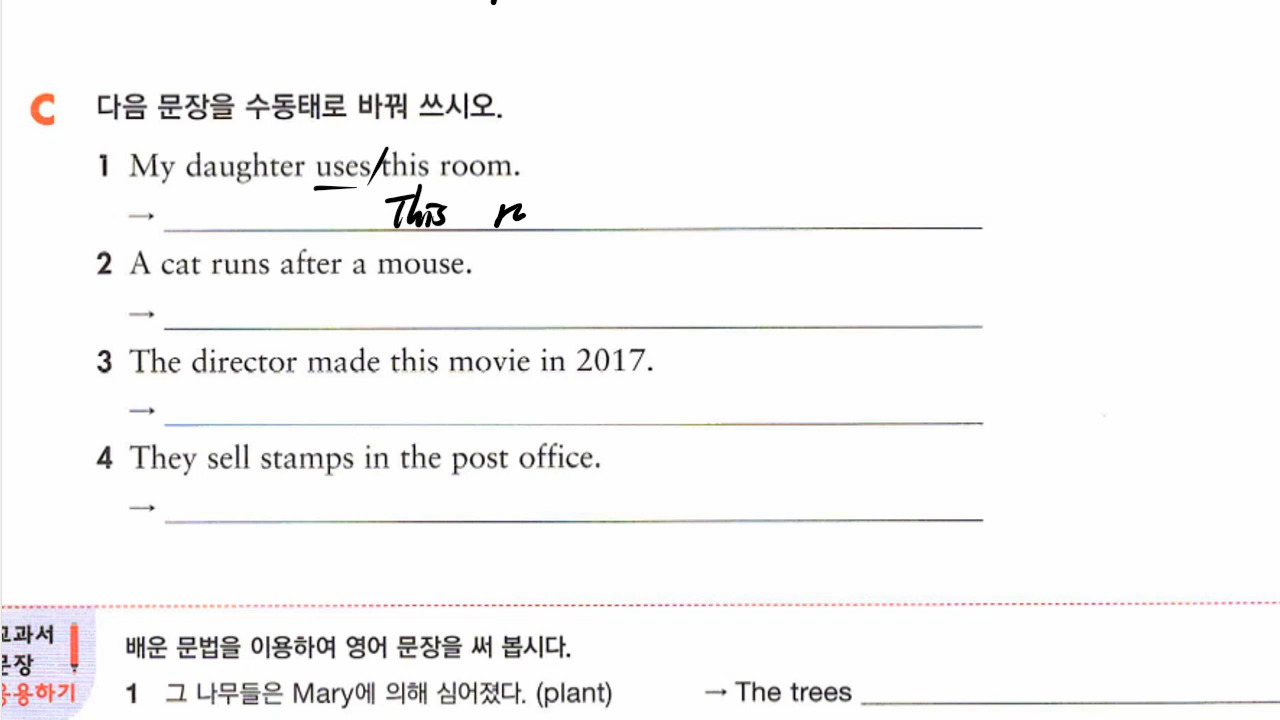 C 다음 문장을 수동태로 바꿔 쓰시오.
1 My daughter uses/this room.
→ This r
2 A cat runs after a mouse.
→
3 The director made this movie in 2017.
→
4 They sell stamps in the post office.
→
교과서
문장
응용하기
배운 문법을 이용하여 영어 문장을 써 봅시다.
1 그 나무들은 Mary에 의해 심어졌다. (plant) → The trees